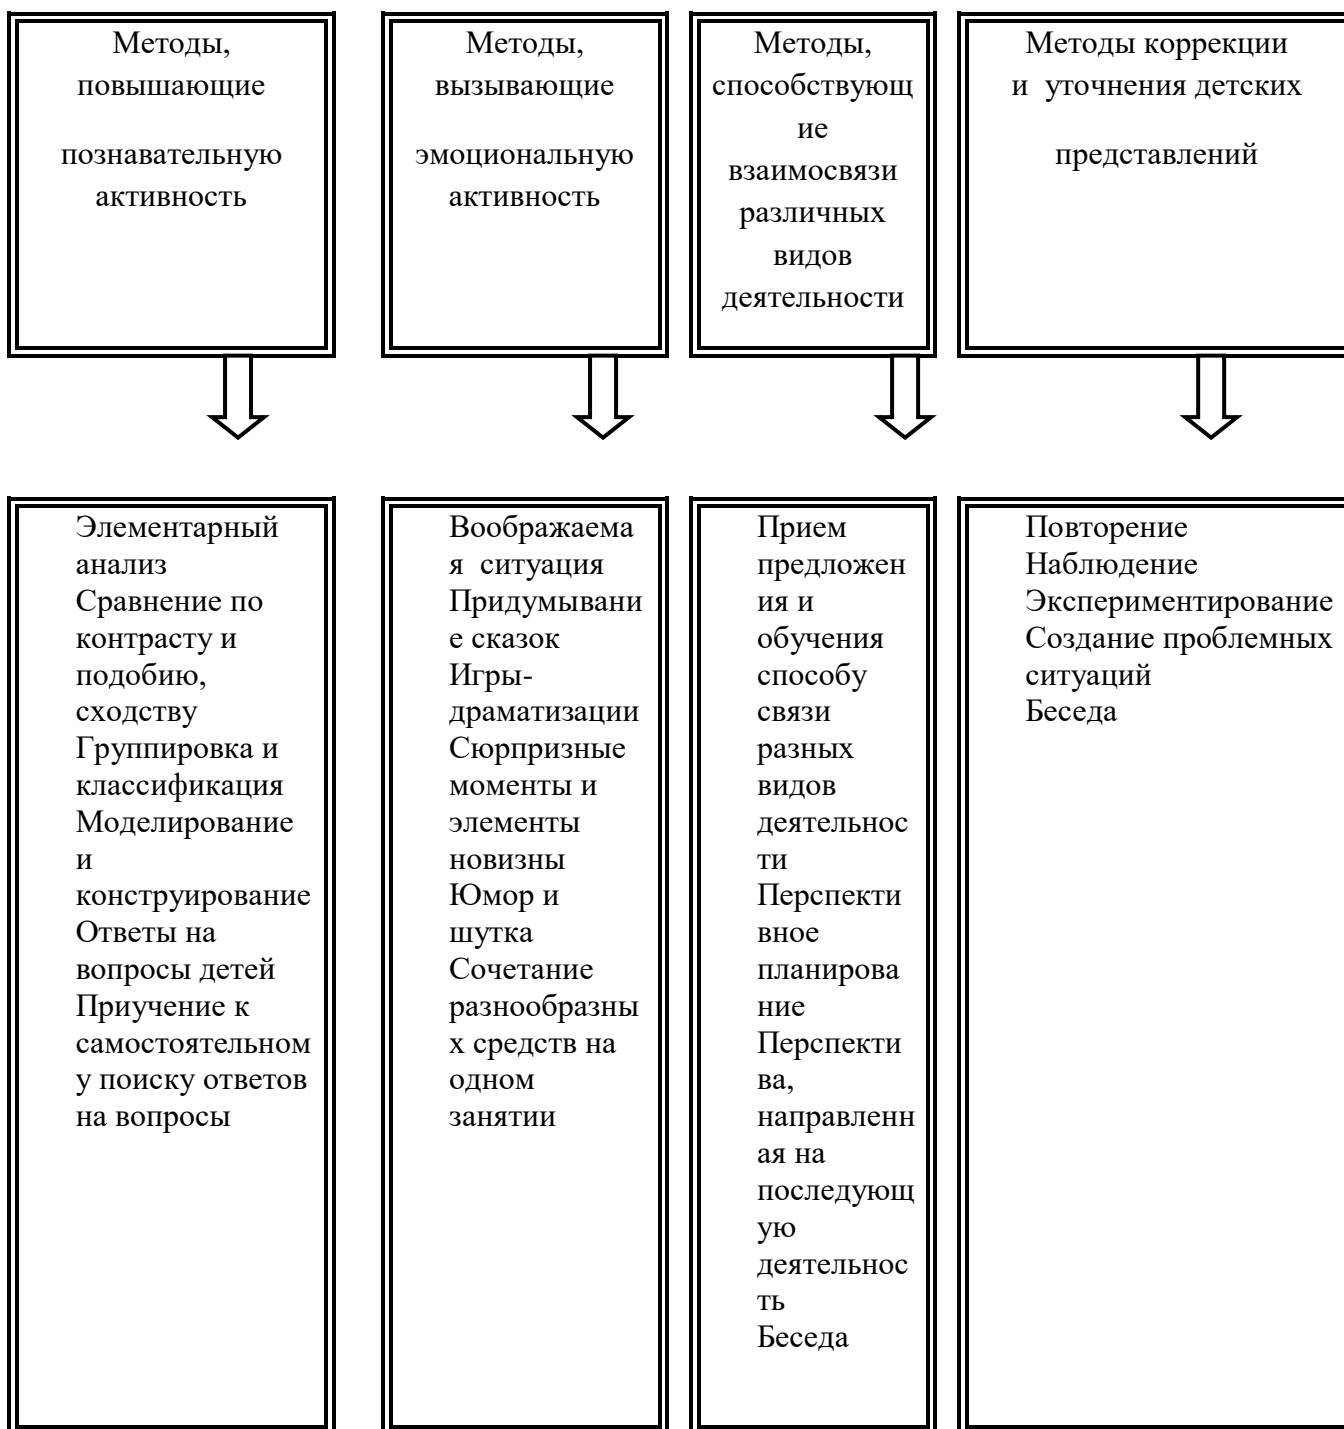 Методы,
повышающие
познавательную
активность
Методы,
вызывающие
эмоциональную
активность
Методы,
способствующ
ие
взаимосвязи
различных
видов
деятельности
Методы коррекции
и уточнения детских
представлений
Элементарный
анализ
Сравнение по
контрасту и
подобию,
сходству
Группировка и
классификация
Моделирование
и
конструирование
Ответы на
вопросы детей
Приучение к
самостоятельном
у поиску ответов
на вопросы
Воображаема
я ситуация
Придумывани
е сказок
Игры-
драматизации
Сюрпризные
моменты и
элементы
новизны
Юмор и
шутка
Сочетание
разнообразны
х средств на
одном
занятии
Прием
предложен
ия и
обучения
способу
связи
разных
видов
деятельнос
ти
Перспекти
вное
планирова
ние
Перспекти
ва,
направленн
ая на
последующ
ую
деятельнос
ть
Беседа
Повторение
Наблюдение
Экспериментирование
Создание проблемных
ситуаций
Беседа